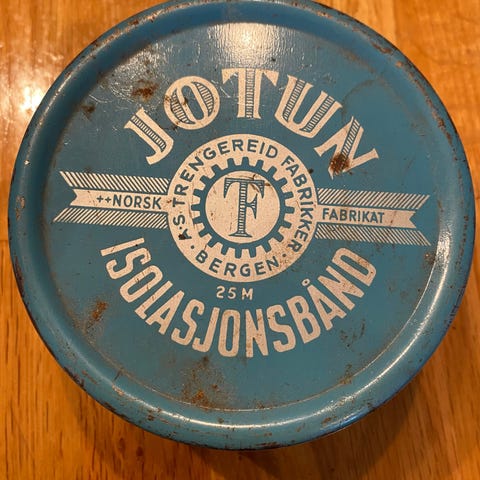 JOTUN
A.S. TRENGEREID FABRIKKER
BERGEN
++NORSK
T
FABRIKAT
25 M
ISOLASJONSBÅND